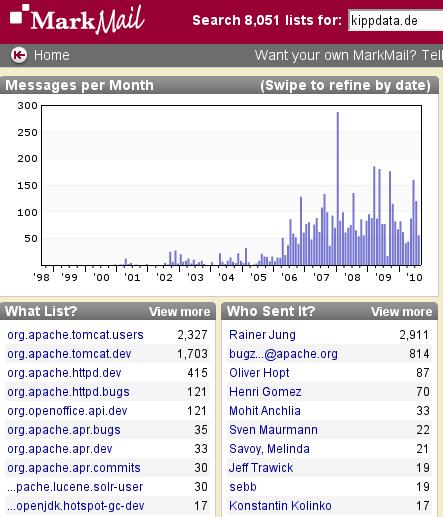 MarkMail
Search 8,051 lists for: kippdata.de
Home Want your own MarkMail? Tell
Messages per Month (Swipe to refine by date)
300
250
200
150
100
50
'98 '99 '00 '01 '02 '03 '04 '05 '06 '07 '08 '09 '10
What List? View more
org.apache.tomcat.users 2,327
org.apache.tomcat.dev 1,703
org.apache.httpd.dev 415
org.apache.httpd.bugs 121
org.openoffice.api.dev 121
org.apache.apr.bugs 35
org.apache.apr.dev 33
org.apache.apr.commits 30
...pache.lucene.solr-user 30
...openjdk.hotspot-gc-dev 17
Who Sent It? View more
Rainer Jung 2,911
bugz...@apache.org 814
Oliver Hopt 87
Henri Gomez 70
Mohit Anchlia 33
Sven Maurmann 22
Savoy, Melinda 21
Jeff Trawick 19
sebb 19
Konstantin Kolinko 17